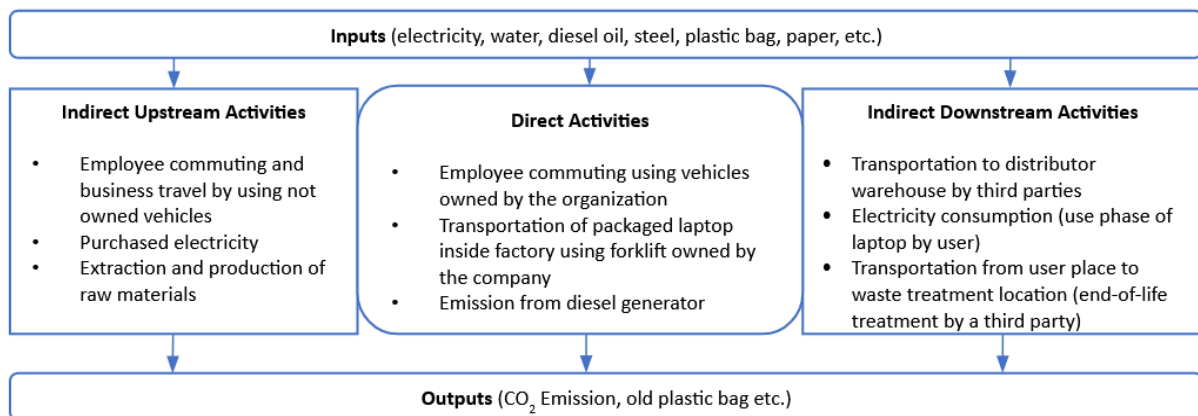 Inputs (electricity, water, diesel oil, steel, plastic bag, paper, etc.)
Indirect Upstream Activities
• Employee commuting and
business travel by using not
owned vehicles
• Purchased electricity
• Extraction and production of
raw materials
Direct Activities
• Employee commuting using vehicles
owned by the organization
• Transportation of packaged laptop
inside factory using forklift owned by
the company
• Emission from diesel generator
Indirect Downstream Activities
• Transportation to distributor
warehouse by third parties
• Electricity consumption (use phase of
laptop by user)
• Transportation from user place to
waste treatment location (end-of-life
treatment by a third party)
Outputs (CO₂ Emission, old plastic bag etc.)